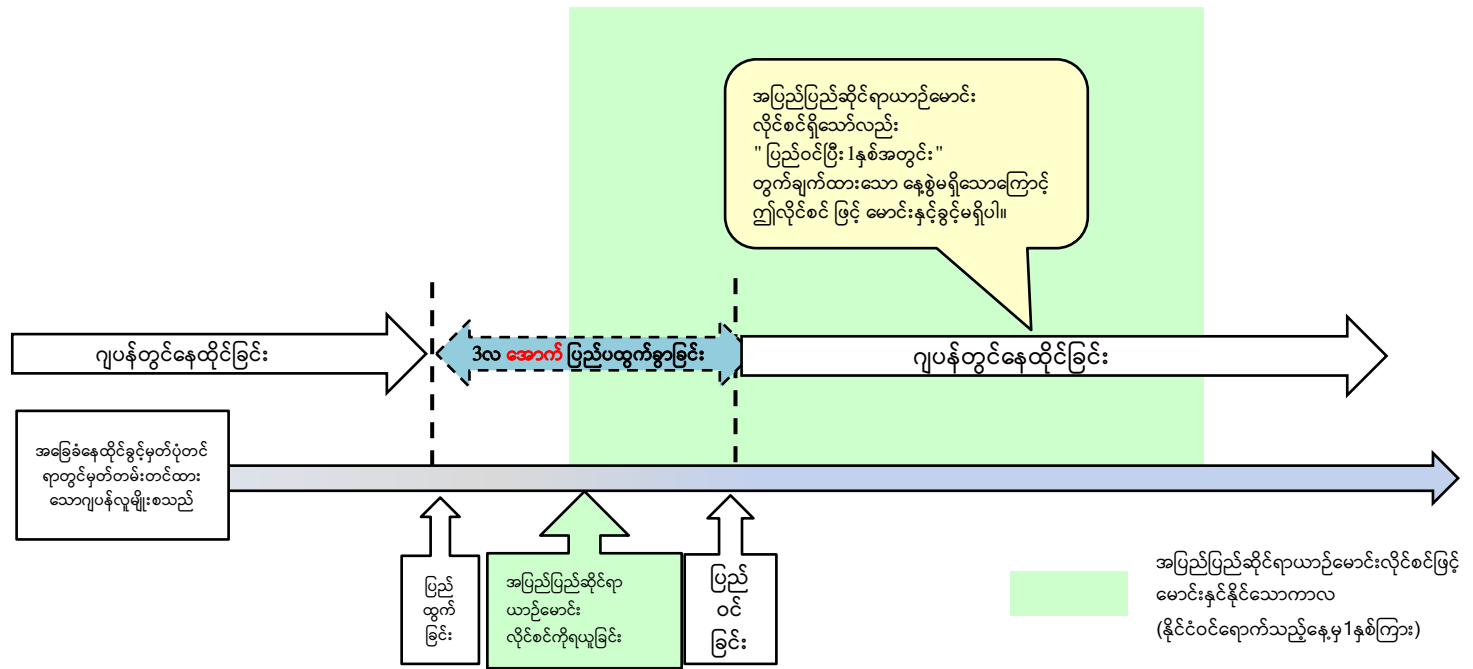 အပြည်ပြည်ဆိုင်ရာယာဉ်မောင်း
လိုင်စင်ရှိသော်လည်း
" ပြည်ဝင်ပြီး 1နှစ်အတွင်း "
တွက်ချက်ထားသော နေ့စွဲမရှိသောကြောင့်
ဤလိုင်စင် ဖြင့် မောင်းနှင့်ခွင့်မရှိပါ။
ဂျပန်တွင်နေထိုင်ခြင်း
3လ အောက် ပြည်ပထွက်ခွာခြင်း
ဂျပန်တွင်နေထိုင်ခြင်း
အခြေခံနေထိုင်ခွင့်မှတ်ပုံတင်
ရာတွင်မှတ်တမ်းတင်ထား
သောဂျပန်လူမျိုးစသည်
ပြည်
ထွက်
ခြင်း
အပြည်ပြည်ဆိုင်ရာ
ယာဉ်မောင်း
လိုင်စင်ကိုရယူခြင်း
ပြည်
ဝင်
ခြင်း
အပြည်ပြည်ဆိုင်ရာယာဉ်မောင်းလိုင်စင်ဖြင့်
မောင်းနှင်နိုင်သောကာလ
(နိုင်ငံဝင်ရောက်သည့်နေ့မှ1နှစ်ကြား)